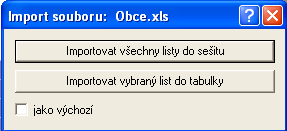 Import souboru: Obce.xls
Importovat všechny listy do sešitu
Importovat vybraný list do tabulky
jako výchozí